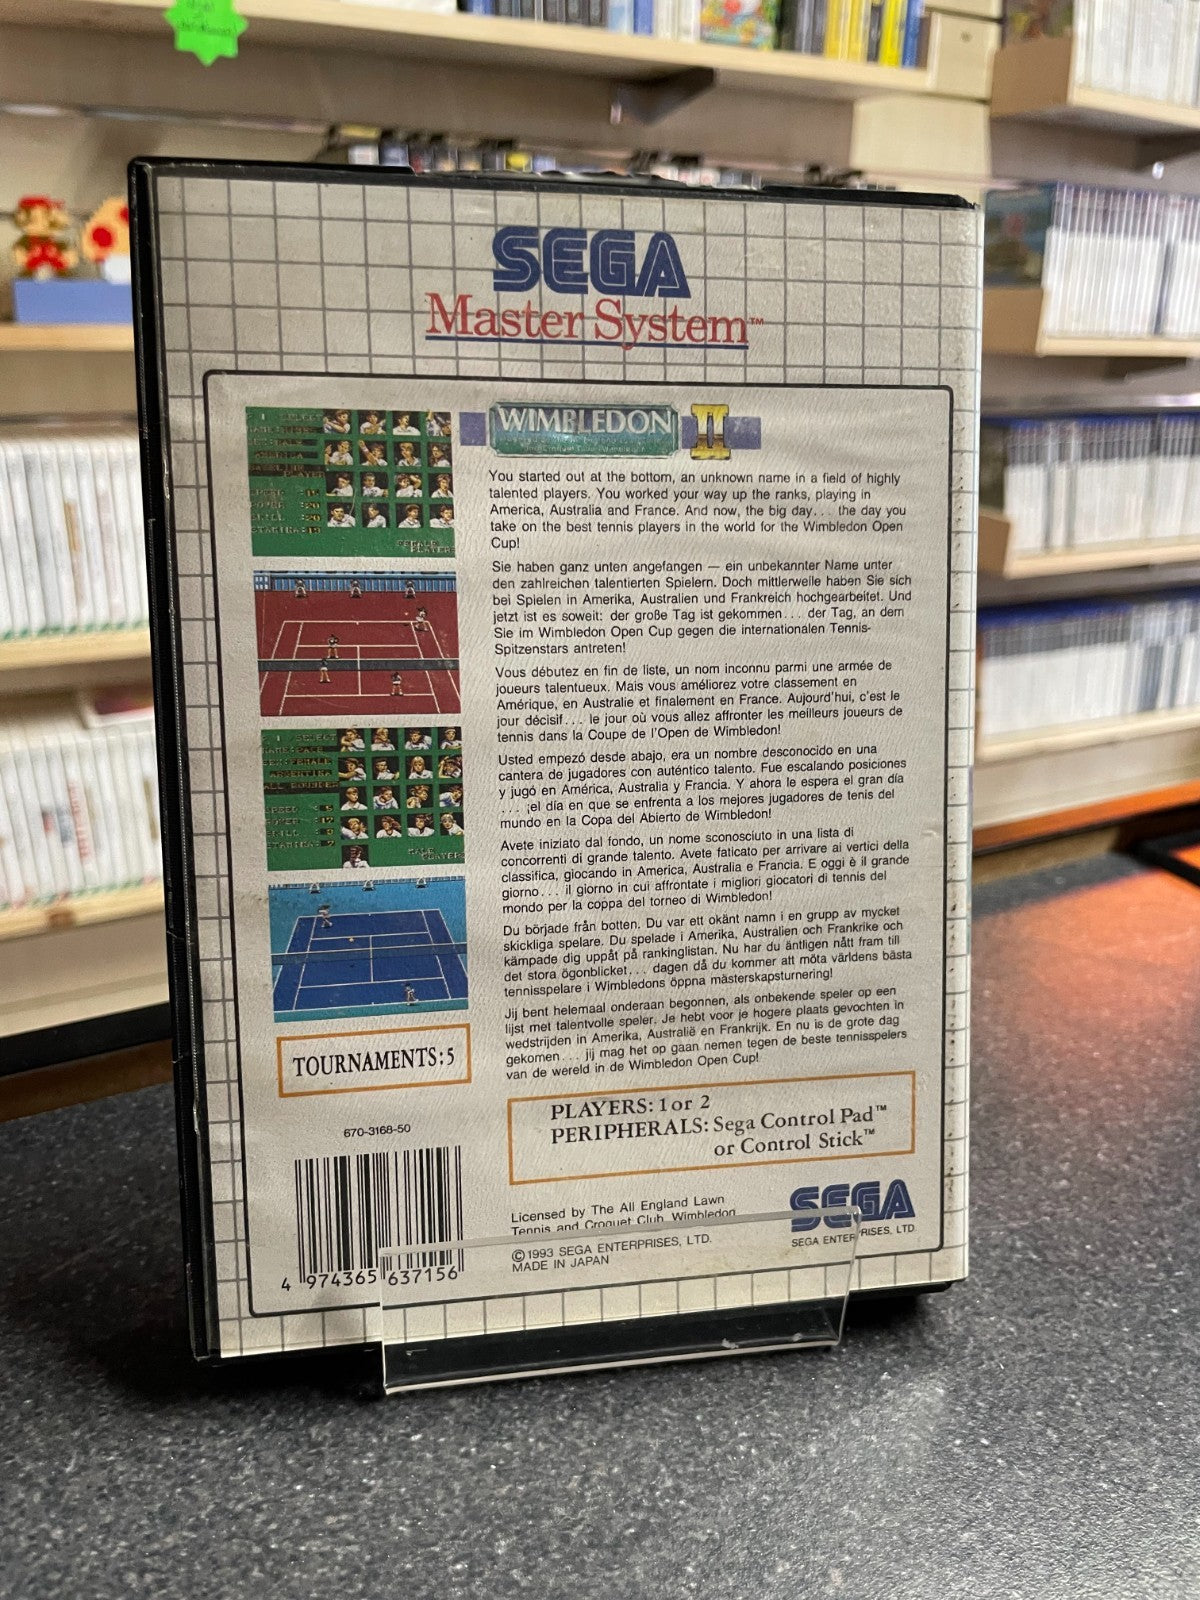 SEGA
Master System™
WIMBLEDON II
You started out at the bottom, an unknown name in a field of highly
talented players. You worked your way up the ranks, playing in
America, Australia and France. And now, the big day... the day you
take on the best tennis players in the world for the Wimbledon Open
Cup!
Sie haben ganz unten angefangen — ein unbekannter Name unter
den zahlreichen talentierten Spielern. Doch mittlerweile haben Sie sich
bei Spielen in Amerika, Australien und Frankreich hochgearbeitet. Und
jetzt ist es soweit: der große Tag ist gekommen... der Tag, an dem
Sie im Wimbledon Open Cup gegen die internationalen Tennis-
Spitzenstars antreten!
Vous débutez en fin de liste, un nom inconnu parmi une armée de
joueurs talentueux. Mais vous améliorez votre classement en
Amérique, en Australie et finalement en France. Aujourd'hui, c'est le
jour décisif... le jour où vous allez affronter les meilleurs joueurs de
tennis dans la Coupe de l'Open de Wimbledon!
Usted empezó desde abajo, era un nombre desconocido en una
cantera de jugadores con auténtico talento. Fue escalando posiciones
y jugó en América, Australia y Francia. Y ahora le espera el gran día
... ¡el día en que se enfrenta a los mejores jugadores de tenis del
mundo en la Copa del Abierto de Wimbledon!
Avete iniziato dal fondo, un nome sconosciuto in una lista di
concorrenti di grande talento. Avete faticato per arrivare ai vertici della
classifica, giocando in America, Australia e Francia. E oggi è il grande
giorno... il giorno in cui affrontate i migliori giocatori di tennis del
mondo per la coppa del torneo di Wimbledon!
Du började från botten. Du var ett okänt namn i en grupp av mycket
skickliga spelare. Du spelade i Amerika, Australien och Frankrike och
kämpade dig uppåt på rankinglistan. Nu har du äntligen nått fram till
det stora ögonblicket... dagen då du kommer att möta världens bästa
tennisspelare i Wimbledons öppna mästerskapsturnering!
Jij bent helemaal onderaan begonnen, als onbekende speler op een
lijst met talentvolle speler. Je hebt voor je hogere plaats gevochten in
wedstrijden in Amerika, Australië en Frankrijk. En nu is de grote dag
gekomen... jij mag het op gaan nemen tegen de beste tennisspelers
van de wereld in de Wimbledon Open Cup!
TOURNAMENTS: 5
PLAYERS: 1 or 2
PERIPHERALS: Sega Control Pad™
or Control Stick™
670-3168-50
4 974365 637156
Licensed by The All England Lawn
Tennis and Croquet Club, Wimbledon
©1993 SEGA ENTERPRISES, LTD.
MADE IN JAPAN
SEGA
SEGA ENTERPRISES, LTD.